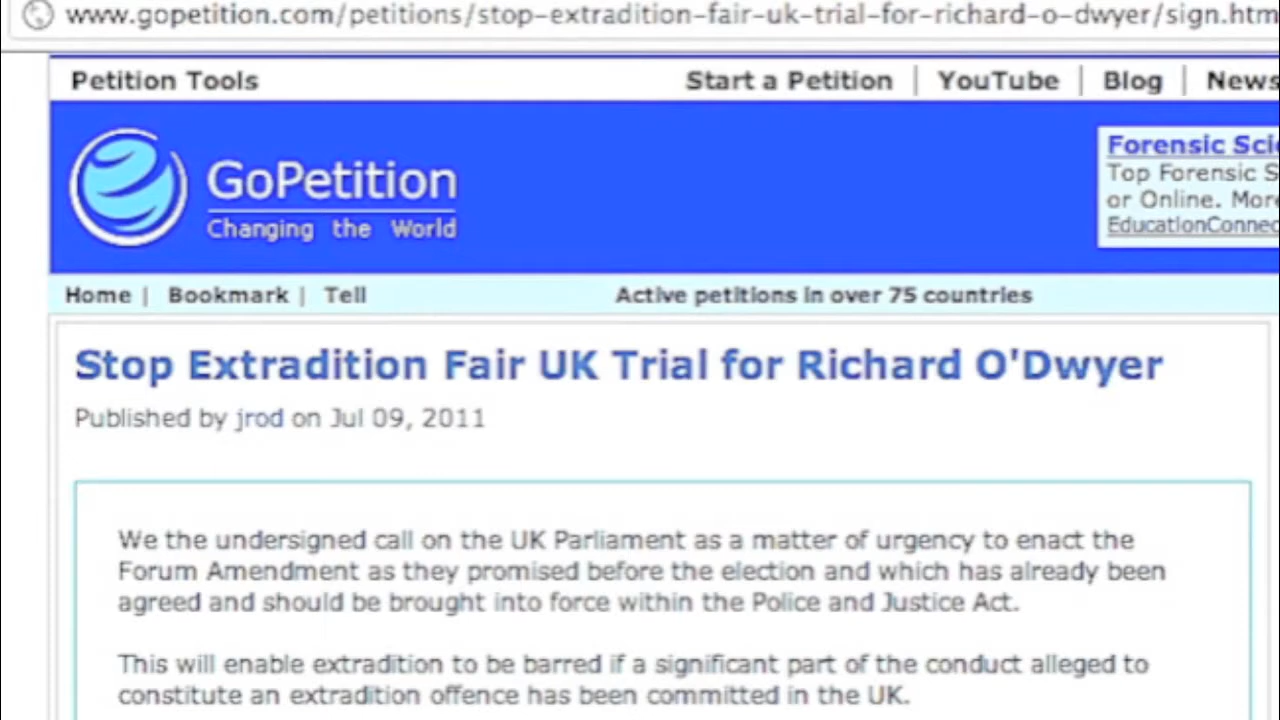 www.gopetition.com/petitions/stop-extradition-fair-uk-trial-for-richard-o-dwyer/sign.htm
Petition Tools
Start a Petition | YouTube | Blog | News
GoPetition
Changing the World
Forensic Sci
Top Forensic S
or Online. More
EducationConnec
Home | Bookmark | Tell
Active petitions in over 75 countries
Stop Extradition Fair UK Trial for Richard O'Dwyer
Published by jrod on Jul 09, 2011
We the undersigned call on the UK Parliament as a matter of urgency to enact the
Forum Amendment as they promised before the election and which has already been
agreed and should be brought into force within the Police and Justice Act.
This will enable extradition to be barred if a significant part of the conduct alleged to
constitute an extradition offence has been committed in the UK.